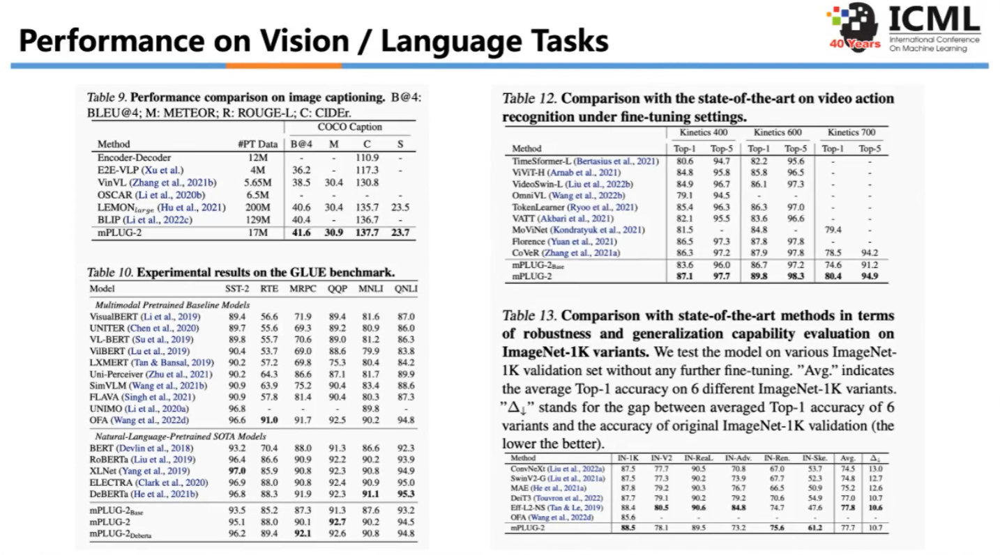 Performance on Vision / Language Tasks
40 Years
ICML
International Conference
On Machine Learning
Table 9. Performance comparison on image captioning. B@4:
BLEU@4; M: METEOR; R: ROUGE-L; C: CIDEr.
COCO Caption
Method #PT Data B@4 M C S
Encoder-Decoder 12M - - 110.9 -
E2E-VLP (Xu et al.) 4M 36.2 - 117.3 -
VinVL (Zhang et al., 2021b) 5.65M 38.5 30.4 130.8
OSCAR (Li et al., 2020b) 6.5M - - - -
LEMONlarge (Hu et al., 2021) 200M 40.6 30.4 135.7 23.5
BLIP (Li et al., 2022c) 129M 40.4 - 136.7 -
mPLUG-2 17M 41.6 30.9 137.7 23.7
Table 10. Experimental results on the GLUE benchmark.
Model SST-2 RTE MRPC QQP MNLI QNLI
Multimodal Pretrained Baseline Models
VisualBERT (Li et al., 2019) 89.4 56.6 71.9 89.4 81.6 87.0
UNITER (Chen et al., 2020) 89.7 55.6 69.3 89.2 80.9 86.0
VL-BERT (Su et al., 2019) 89.8 55.7 70.6 89.0 81.2 86.3
VilBERT (Lu et al., 2019) 90.4 53.7 69.0 88.6 79.9 83.8
LXMERT (Tan & Bansal, 2019) 90.2 57.2 69.8 75.3 80.4 84.2
Uni-Perceiver (Zhu et al., 2021) 90.2 64.3 86.6 87.1 81.7 89.9
SimVLM (Wang et al., 2021b) 90.9 63.9 75.2 90.4 83.4 88.6
FLAVA (Singh et al., 2021) 90.9 57.8 81.4 90.4 80.3 87.3
UNIMO (Li et al., 2020a) 96.8 - - - 89.8 -
OFA (Wang et al., 2022d) 96.6 91.0 91.7 92.5 90.2 94.8
Natural-Language-Pretrained SOTA Models
BERT (Devlin et al., 2018) 93.2 70.4 88.0 91.3 86.6 92.3
RoBERTa (Liu et al., 2019) 96.4 86.6 90.9 92.2 90.2 93.9
XLNet (Yang et al., 2019) 97.0 85.9 90.8 92.3 90.8 94.9
ELECTRA (Clark et al., 2020) 96.9 88.0 90.8 92.4 90.9 95.0
DeBERTa (He et al., 2021b) 96.8 88.3 91.9 92.3 91.1 95.3
mPLUG-2Base 93.5 85.2 87.3 91.3 87.6 93.2
mPLUG-2 95.1 88.0 90.1 92.7 90.2 94.5
mPLUG-2Deberta 96.2 89.4 92.1 92.6 90.8 94.8
Table 12. Comparison with the state-of-the-art on video action
recognition under fine-tuning settings.
Kinetics 400 Kinetics 600 Kinetics 700
Method Top-1 Top-5 Top-1 Top-5 Top-1 Top-5
TimeSformer-L (Bertasius et al., 2021) 80.6 94.7 82.2 95.6 - -
ViViT-H (Arnab et al., 2021) 84.8 95.8 85.8 96.5 - -
VideoSwin-L (Liu et al., 2022b) 84.9 96.7 86.1 97.3 - -
OmniVL (Wang et al., 2022b) 79.1 94.5 - - - -
TokenLearner (Ryoo et al., 2021) 85.4 96.3 86.3 97.0 - -
VATT (Akbari et al., 2021) 82.1 95.5 83.6 96.6 - -
MoViNet (Kondratyuk et al., 2021) 81.5 - 84.8 - 79.4 -
Florence (Yuan et al., 2021) 86.5 97.3 87.8 97.8 - -
CoVeR (Zhang et al., 2021a) 86.3 97.2 87.9 97.8 78.5 94.2
mPLUG-2Base 83.6 96.0 86.7 97.2 74.6 91.2
mPLUG-2 87.1 97.7 89.8 98.3 80.4 94.9
Table 13. Comparison with state-of-the-art methods in terms
of robustness and generalization capability evaluation on
ImageNet-1K variants. We test the model on various ImageNet-
1K validation set without any further fine-tuning. ”Avg.” indicates
the average Top-1 accuracy on 6 different ImageNet-1K variants.
”Δ↓” stands for the gap between averaged Top-1 accuracy of 6
variants and the accuracy of original ImageNet-1K validation (the
lower the better).
Method IN-1K IN-V2 IN-ReaL IN-Adv. IN-Ren. IN-Ske. Avg. Δ↓
ConvNeXt (Liu et al., 2022a) 87.5 77.7 90.5 70.8 67.0 53.7 74.5 13.0
SwinV2-G (Liu et al., 2021a) 87.5 77.3 90.2 73.9 67.7 52.3 74.8 12.7
MAE (He et al., 2021a) 87.8 79.2 90.3 76.7 66.5 50.9 75.2 12.6
DeiT3 (Touvron et al., 2022) 87.7 79.1 90.2 79.2 70.6 54.9 77.0 10.7
Eff-L2-NS (Tan & Le, 2019) 88.4 80.5 90.6 84.8 74.7 47.6 77.8 10.6
OFA (Wang et al., 2022d) 85.6 - - - - - - -
mPLUG-2 88.5 78.1 89.5 73.2 75.6 61.2 77.7 10.7